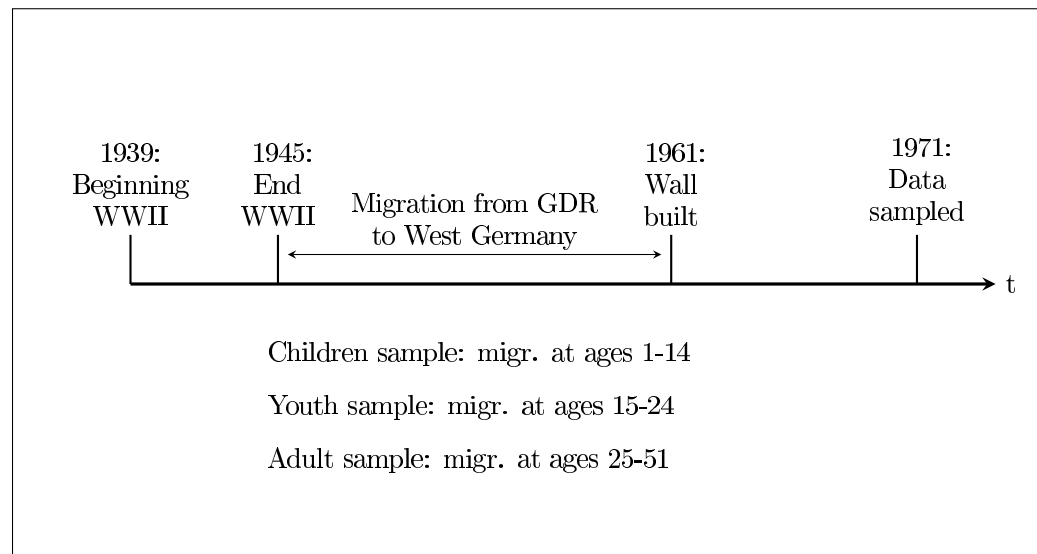 1939:
Beginning
WWII
1945:
End
WWII
Migration from GDR
to West Germany
1961:
Wall
built
1971:
Data
sampled
t
Children sample: migr. at ages 1-14
Youth sample: migr. at ages 15-24
Adult sample: migr. at ages 25-51